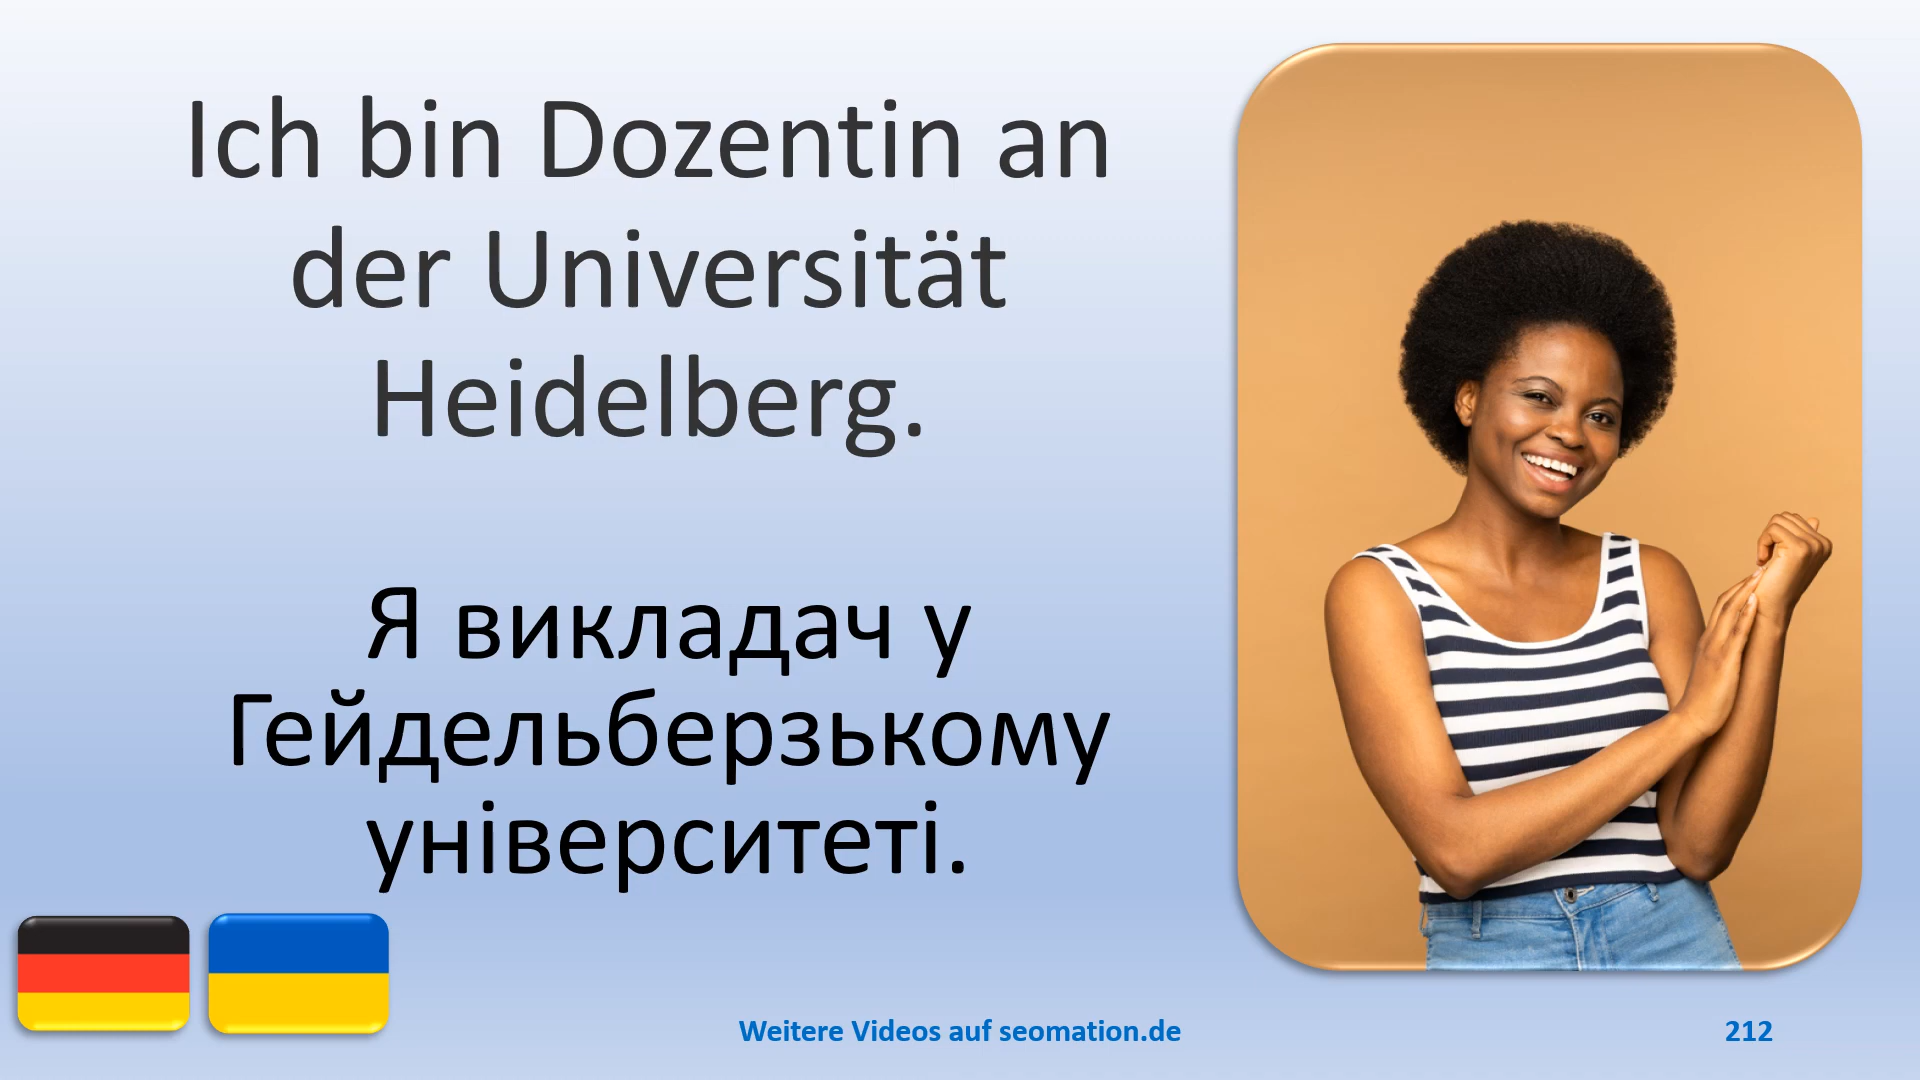 Ich bin Dozentin an
der Universität
Heidelberg.
Я викладач у
Гейдельберзькому
університеті.
Weitere Videos auf seomation.de
212